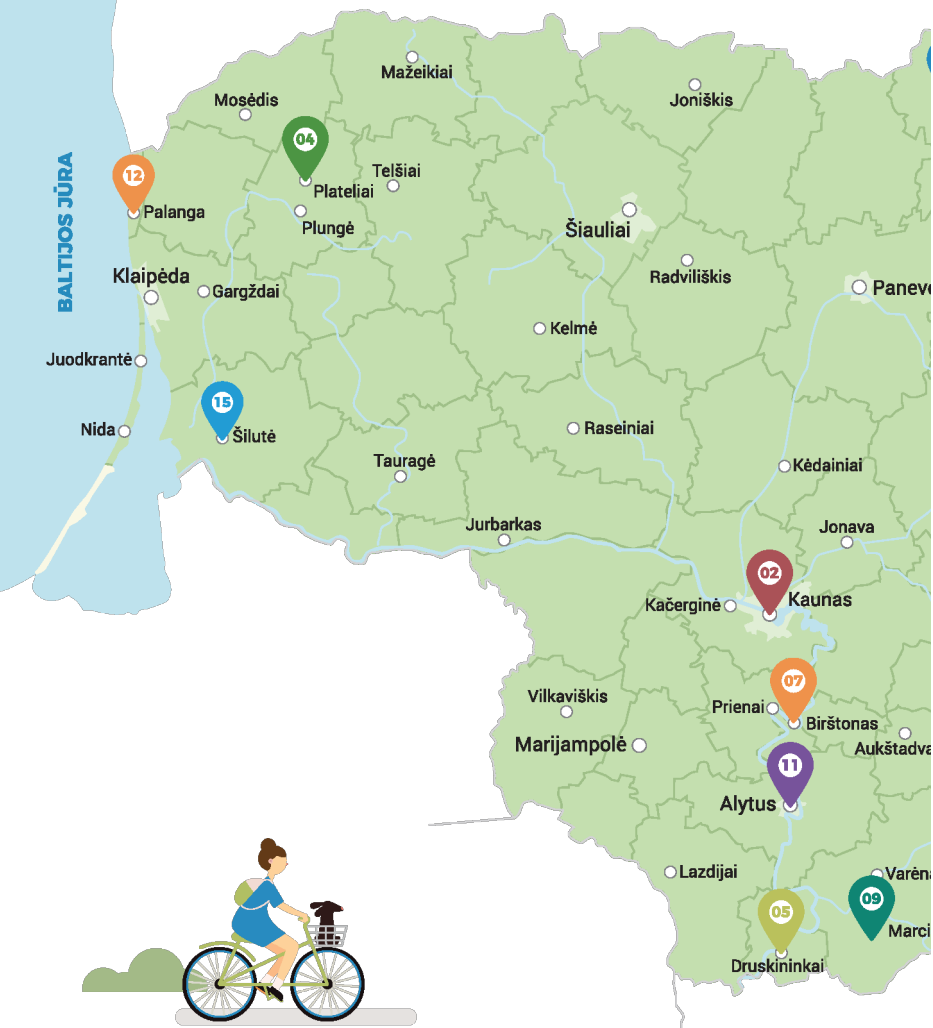 Mažeikiai
Mosėdis
Joniškis
04
Telšiai
12
Plateliai
Palanga
Plungė
Šiauliai
BALTIJOS JŪRA
Klaipėda
Radviliškis
Gargždai
Panevė
Kelmė
Juodkrantė
15
Nida
Šilutė
Raseiniai
Tauragė
Kėdainiai
Jurbarkas
Jonava
02
Kačerginė
Kaunas
07
Vilkaviškis
Prienai
Birštonas
Marijampolė
Aukštadva
11
Alytus
Lazdijai
Varėna
09
05
Marci
Druskininkai